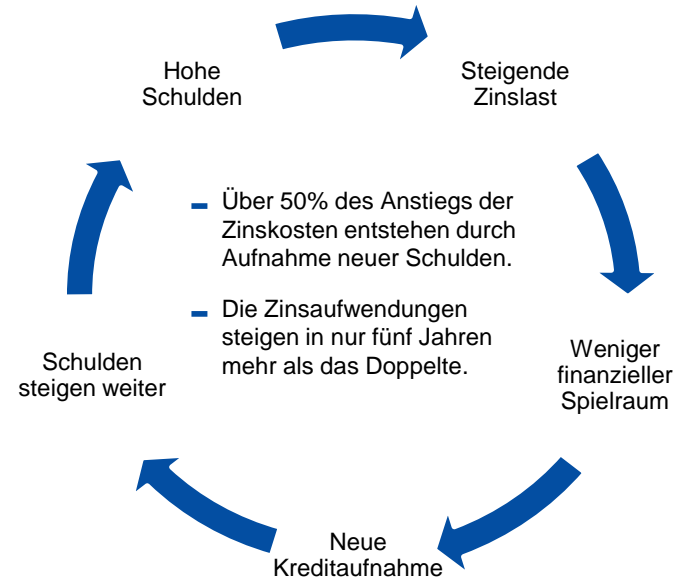 Hohe
Schulden
Steigende
Zinslast
Über 50% des Anstiegs der
Zinskosten entstehen durch
Aufnahme neuer Schulden.
Die Zinsaufwendungen
steigen in nur fünf Jahren
mehr als das Doppelte.
Weniger
finanzieller
Spielraum
Schulden
steigen weiter
Neue
Kreditaufnahme